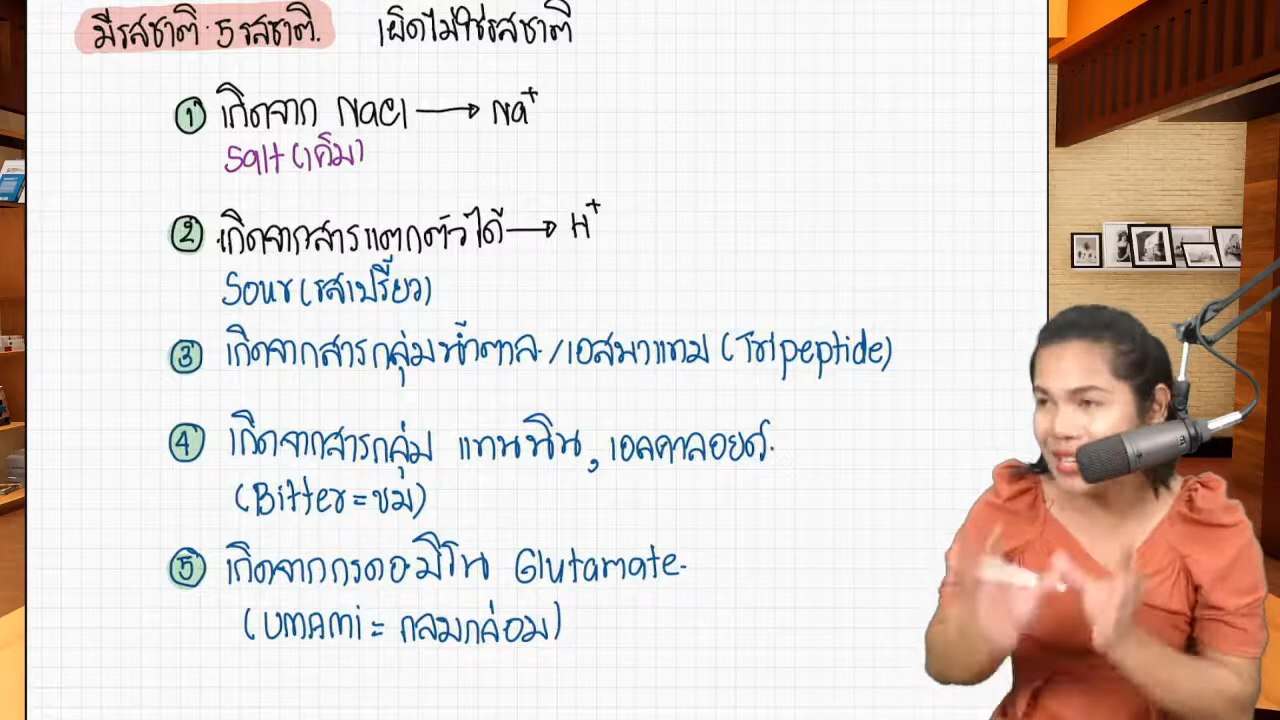 มีรสชาติ 5 รสชาติ. เผ็ดไม่ใช่รสชาติ
① เกิดจาก NaCl → Na⁺
Salt (เค็ม)
② เกิดจากสารแตกตัวได้ → H⁺
Sour (รสเปรี้ยว)
③ เกิดจากสารกลุ่มน้ำตาล / เอสพาแทม (Tripeptide)
④ เกิดจากสารกลุ่ม แทนนิน, เอลคาลอยด์.
(Bitter = ขม)
⑤ เกิดจากกรดอะมิโน Glutamate.
(UMAMI = กลมกล่อม)